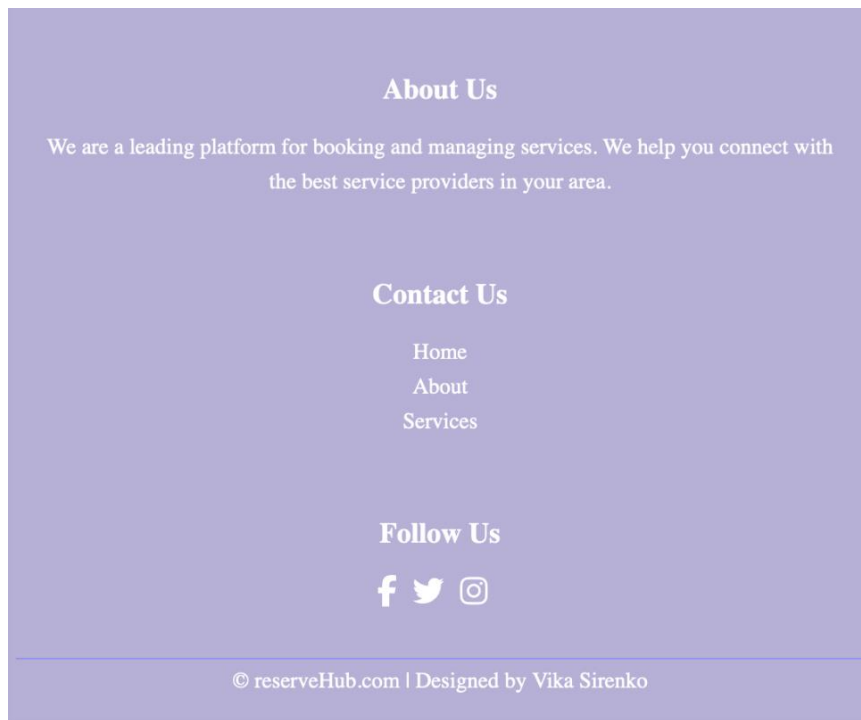 About Us
We are a leading platform for booking and managing services. We help you connect with
the best service providers in your area.
Contact Us
Home
About
Services
Follow Us
© reserveHub.com | Designed by Vika Sirenko